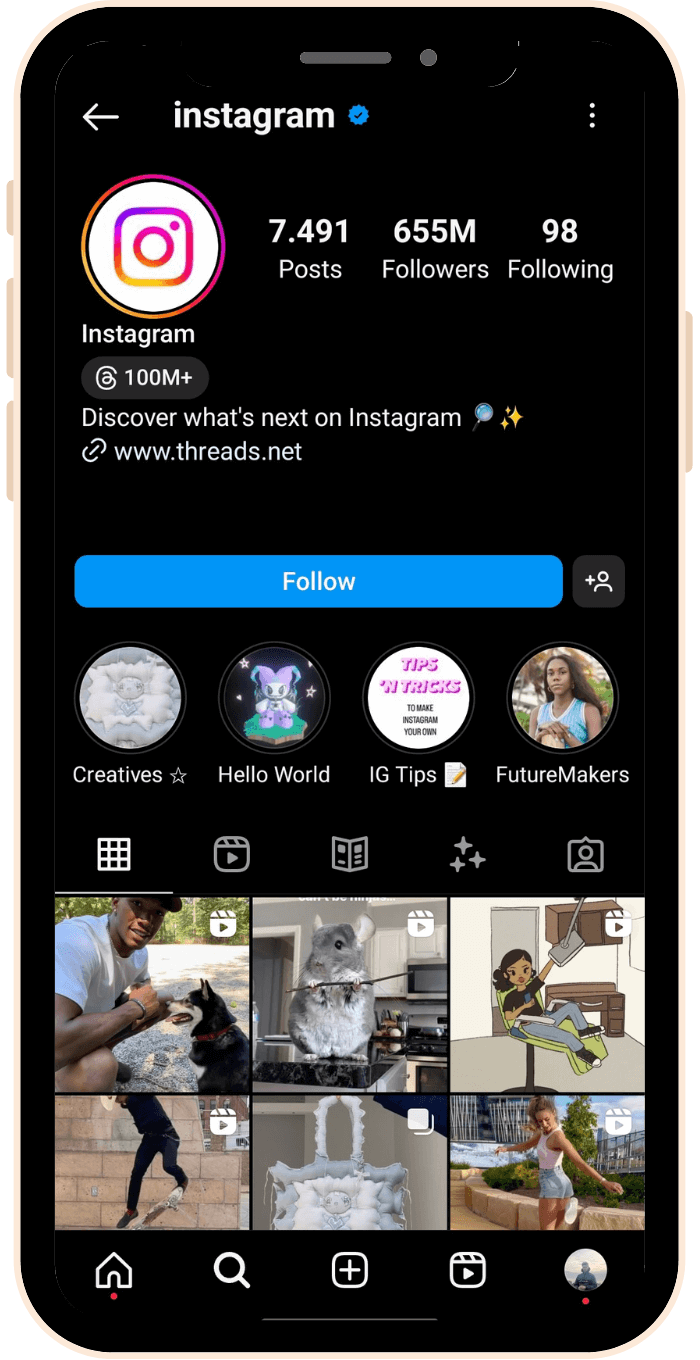 instagram
7.491 655M 98
Posts Followers Following
Instagram
100M+
Discover what's next on Instagram 🔎✨
www.threads.net
Follow
TIPS
'N TRICKS
TO MAKE
INSTAGRAM
YOUR OWN
Creatives ☆ Hello World IG Tips 📝 FutureMakers
Can't be ninjas...